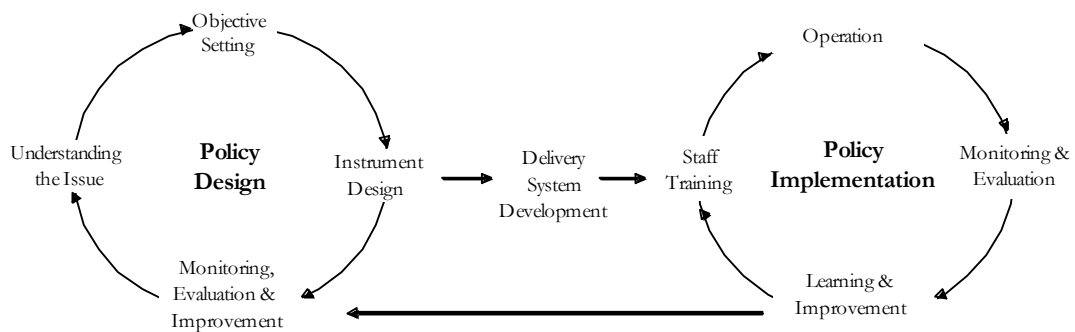 Objective
Setting
Understanding
the Issue
Policy
Design
Instrument
Design
Monitoring,
Evaluation &
Improvement
Delivery
System
Development
Staff
Training
Operation
Policy
Implementation
Monitoring &
Evaluation
Learning &
Improvement